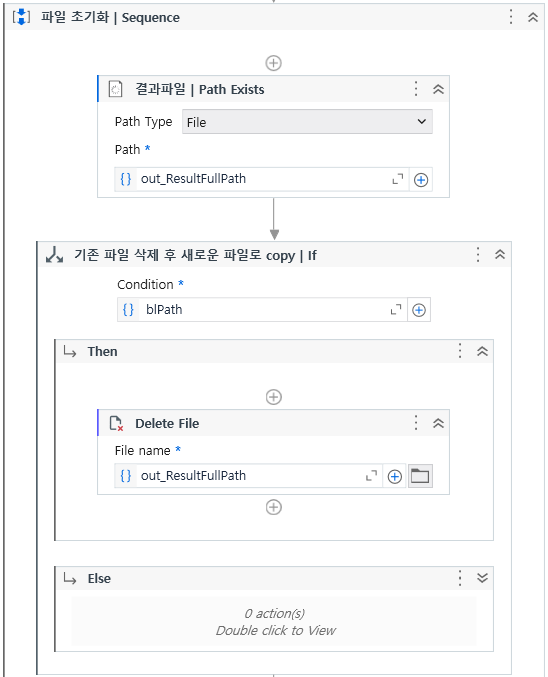 파일 초기화 | Sequence
결과파일 | Path Exists
Path Type File
Path *
{} out_ResultFullPath
기존 파일 삭제 후 새로운 파일로 copy | If
Condition *
{} blPath
Then
Delete File
File name *
{} out_ResultFullPath
Else
0 action(s)
Double click to View